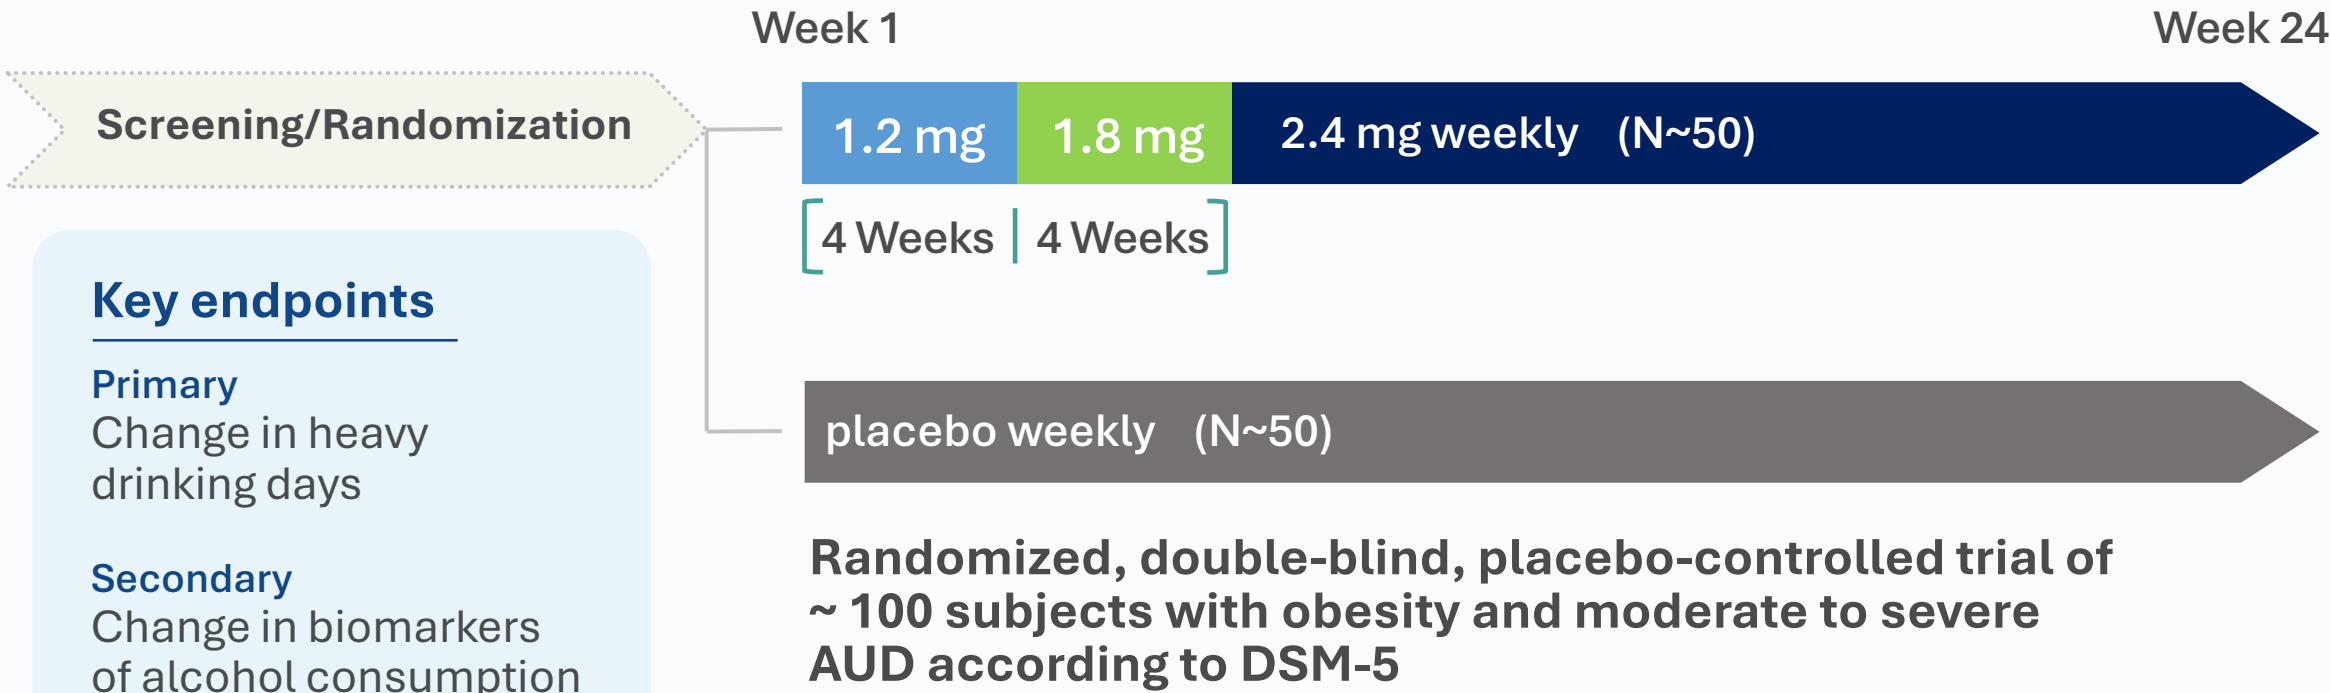 Week 1
Week 24
Screening/Randomization
1.2 mg
1.8 mg
2.4 mg weekly (N~50)
4 Weeks
4 Weeks
Key endpoints
Primary
Change in heavy
drinking days
Secondary
Change in biomarkers
of alcohol consumption
placebo weekly (N~50)
Randomized, double-blind, placebo-controlled trial of
~ 100 subjects with obesity and moderate to severe
AUD according to DSM-5